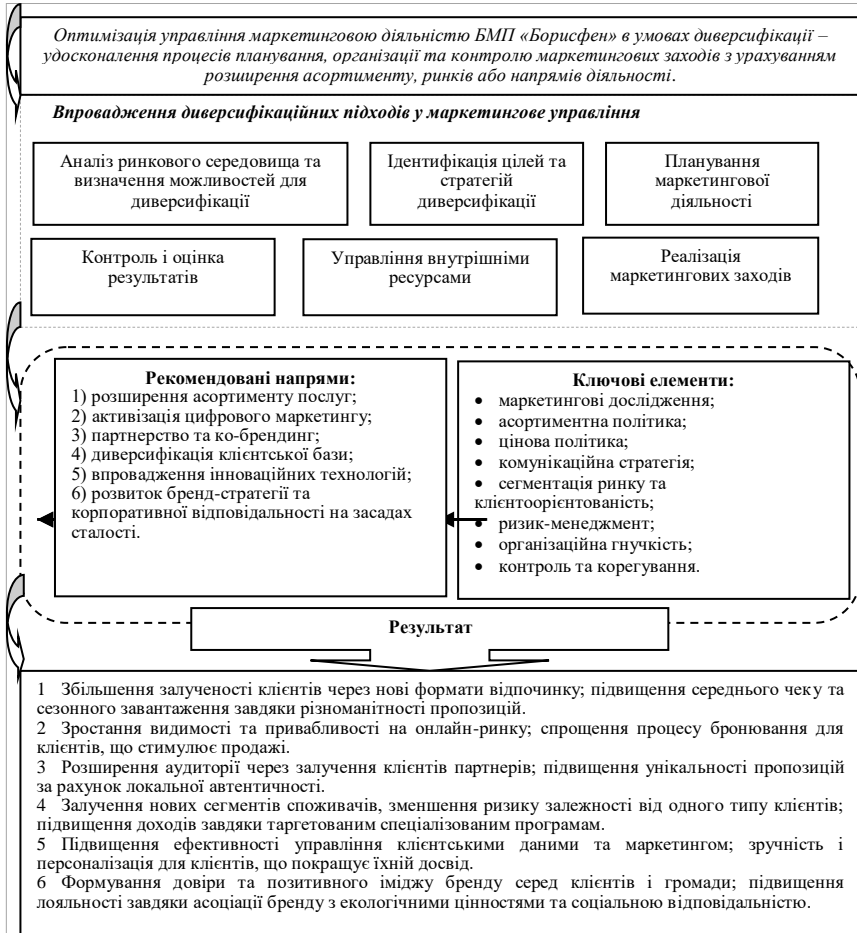 Оптимізація управління маркетинговою діяльністю БМП «Борисфен» в умовах диверсифікації –
удосконалення процесів планування, організації та контролю маркетингових заходів з урахуванням
розширення асортименту, ринків або напрямів діяльності.
Впровадження диверсифікаційних підходів у маркетингове управління
Аналіз ринкового середовища та
визначення можливостей для
диверсифікації
Ідентифікація цілей та
стратегій
диверсифікації
Планування
маркетингової
діяльності
Контроль і оцінка
результатів
Управління внутрішніми
ресурсами
Реалізація
маркетингових заходів
Рекомендовані напрями:
1) розширення асортименту послуг;
2) активізація цифрового маркетингу;
3) партнерство та ко-брендинг;
4) диверсифікація клієнтської бази;
5) впровадження інноваційних технологій;
6) розвиток бренд-стратегії та
корпоративної відповідальності на засадах
сталості.
Ключові елементи:
• маркетингові дослідження;
• асортиментна політика;
• цінова політика;
• комунікаційна стратегія;
• сегментація ринку та
клієнтоорієнтованість;
• ризик-менеджмент;
• організаційна гнучкість;
• контроль та корегування.
Результат
1 Збільшення залученості клієнтів через нові формати відпочинку; підвищення середнього чеку та
сезонного завантаження завдяки різноманітності пропозицій.
2 Зростання видимості та привабливості на онлайн-ринку; спрощення процесу бронювання для
клієнтів, що стимулює продажі.
3 Розширення аудиторії через залучення клієнтів партнерів; підвищення унікальності пропозицій
за рахунок локальної автентичності.
4 Залучення нових сегментів споживачів, зменшення ризику залежності від одного типу клієнтів;
підвищення доходів завдяки таргетованим спеціалізованим програмам.
5 Підвищення ефективності управління клієнтськими даними та маркетингом; зручність і
персоналізація для клієнтів, що покращує їхній досвід.
6 Формування довіри та позитивного іміджу бренду серед клієнтів і громади; підвищення
лояльності завдяки асоціації бренду з екологічними цінностями та соціальною відповідальністю.